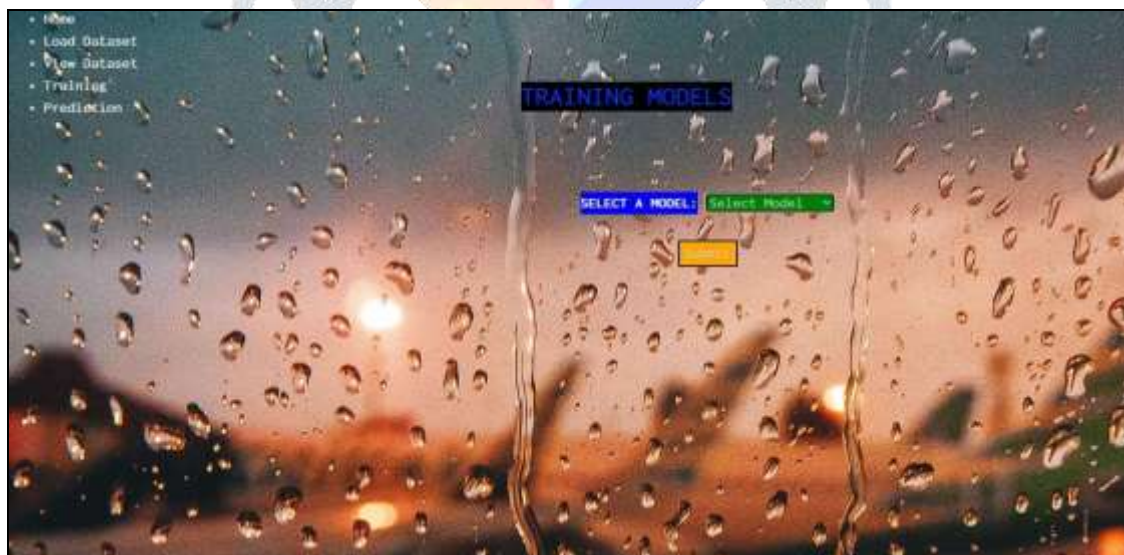 Home
Load Dataset
View Dataset
Training
Prediction
TRAINING MODELS
SELECT A MODEL: Select Model